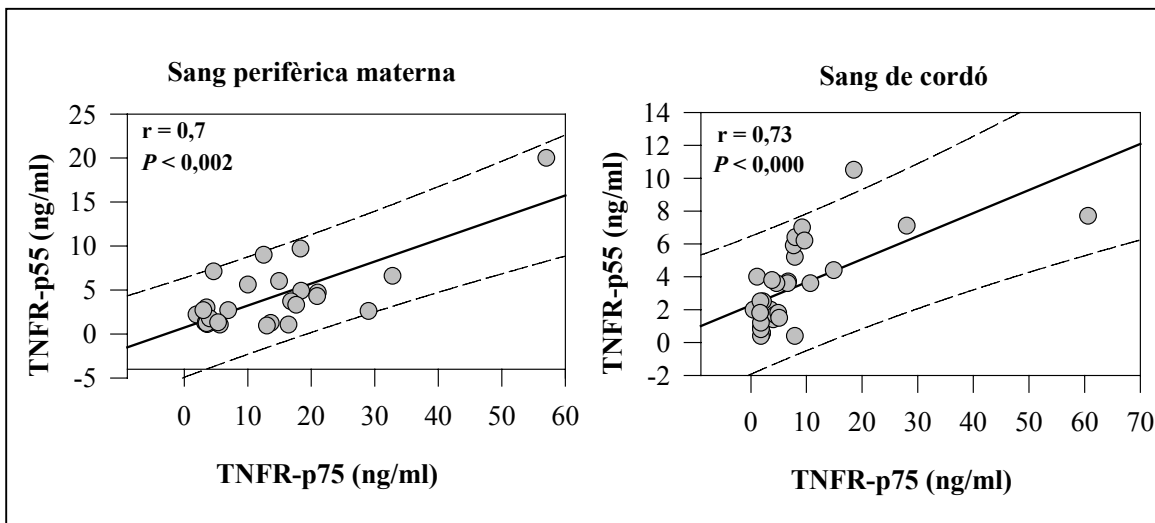 Sang perifèrica materna
r = 0,7
P < 0,002
TNFR-p55 (ng/ml)
25
20
15
10
5
0
-5
0 10 20 30 40 50 60
TNFR-p75 (ng/ml)
Sang de cordó
r = 0,73
P < 0,000
TNFR-p55 (ng/ml)
14
12
10
8
6
4
2
0
-2
0 10 20 30 40 50 60 70
TNFR-p75 (ng/ml)